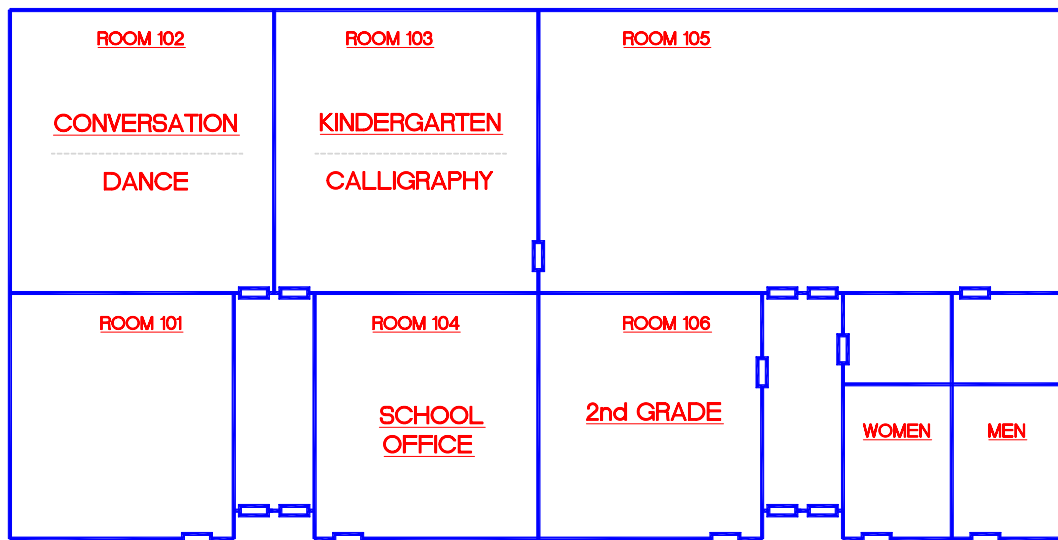 ROOM 102
ROOM 103
ROOM 105
CONVERSATION
KINDERGARTEN
DANCE
CALLIGRAPHY
ROOM 101
ROOM 104
ROOM 106
SCHOOL
OFFICE
2nd GRADE
WOMEN
MEN